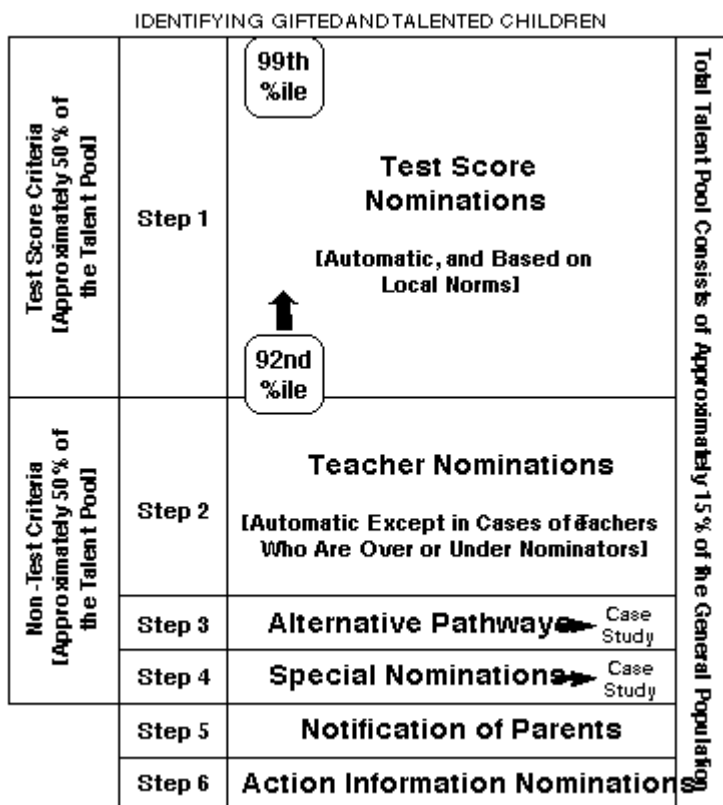 IDENTIFYING GIFTED AND TALENTED CHILDREN
Test Score Criteria
[Approximately 50% of
the Talent Pool]
Step 1
99th
%ile
Test Score
Nominations
[Automatic, and Based on
Local Norms]
92nd
%ile
Non-Test Criteria
[Approximately 50% of
the Talent Pool]
Step 2
Teacher Nominations
[Automatic Except in Cases of Teachers
Who Are Over or Under Nominators]
Step 3
Alternative Pathways
Case
Study
Step 4
Special Nominations
Case
Study
Step 5
Notification of Parents
Step 6
Action Information Nominations
Total Talent Pool Consists of Approximately 15% of the General Population